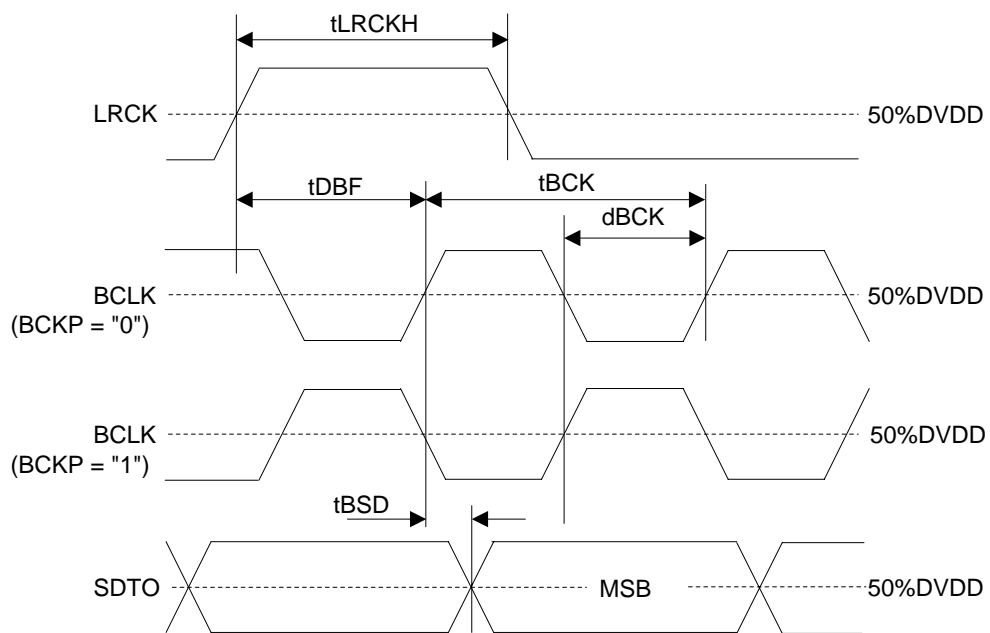 tLRCKH
LRCK
50%DVDD
tDBF
tBCK
dBCK
BCLK
(BCKP = "0")
50%DVDD
BCLK
(BCKP = "1")
50%DVDD
tBSD
SDTO
MSB
50%DVDD